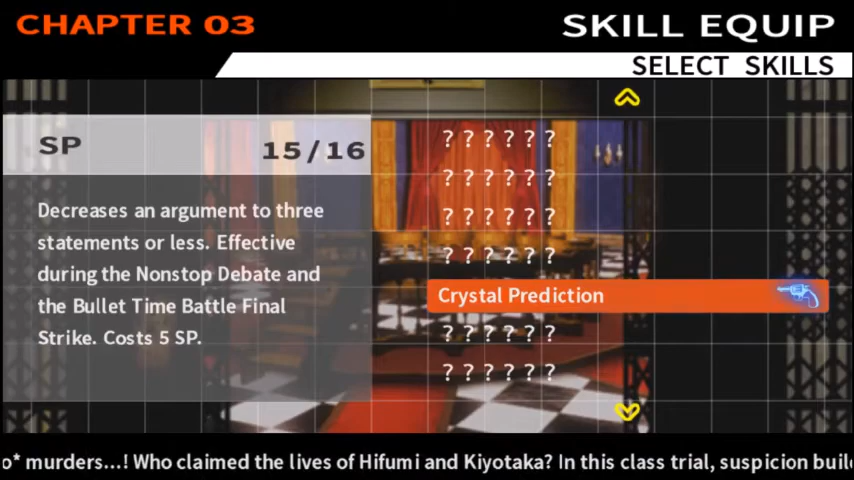 CHAPTER 03
SKILL EQUIP
SELECT SKILLS
SP
15/16
Decreases an argument to three
statements or less. Effective
during the Nonstop Debate and
the Bullet Time Battle Final
Strike. Costs 5 SP.
? ? ? ? ? ?
? ? ? ? ? ?
? ? ? ? ? ?
? ? ? ? ? ?
Crystal Prediction
? ? ? ? ? ?
? ? ? ? ? ?
o* murders...! Who claimed the lives of Hifumi and Kiyotaka? In this class trial, suspicion buil